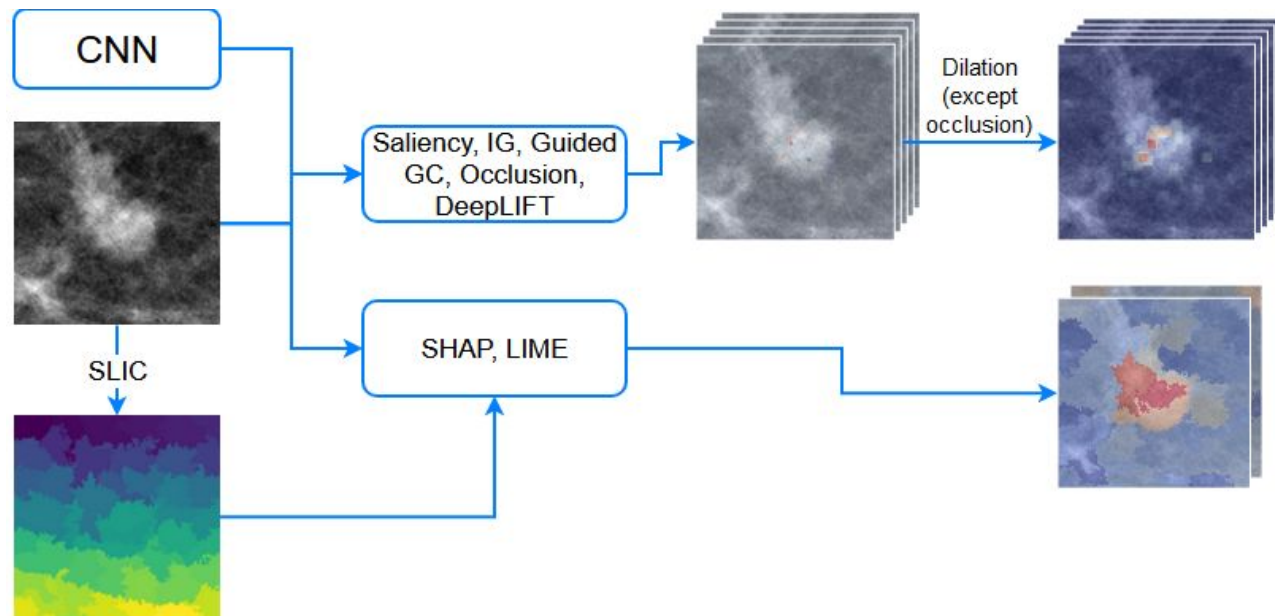 CNN
Dilation
(except
occlusion)
Saliency, IG, Guided
GC, Occlusion,
DeepLIFT
SHAP, LIME
SLIC